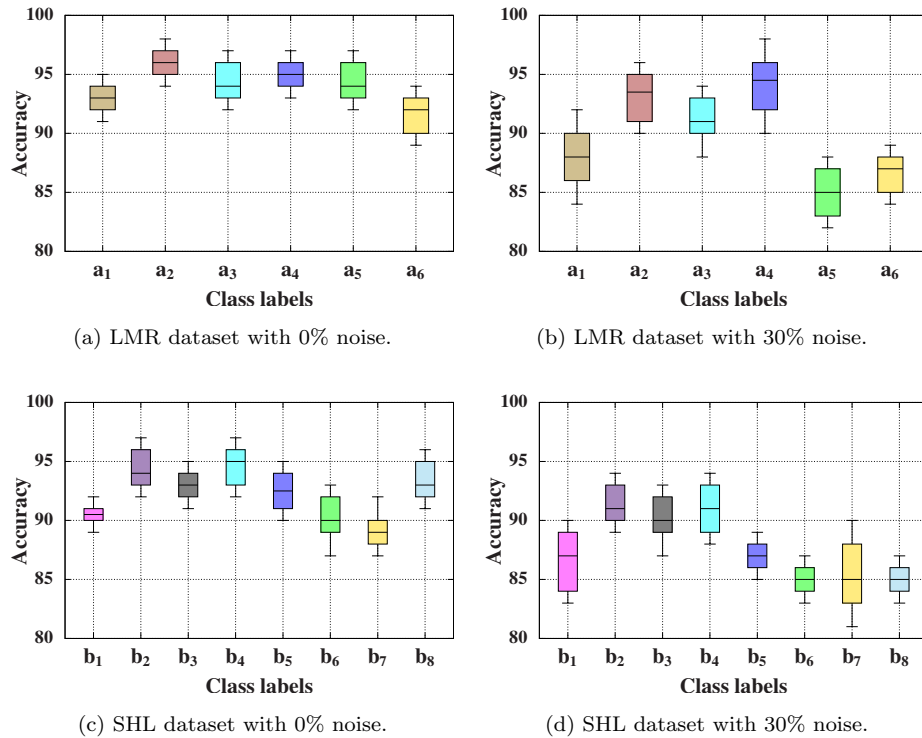 100
95
90
85
80
Accuracy
a1 a2 a3 a4 a5 a6
Class labels
(a) LMR dataset with 0% noise.
100
95
90
85
80
Accuracy
a1 a2 a3 a4 a5 a6
Class labels
(b) LMR dataset with 30% noise.
100
95
90
85
80
Accuracy
b1 b2 b3 b4 b5 b6 b7 b8
Class labels
(c) SHL dataset with 0% noise.
100
95
90
85
80
Accuracy
b1 b2 b3 b4 b5 b6 b7 b8
Class labels
(d) SHL dataset with 30% noise.